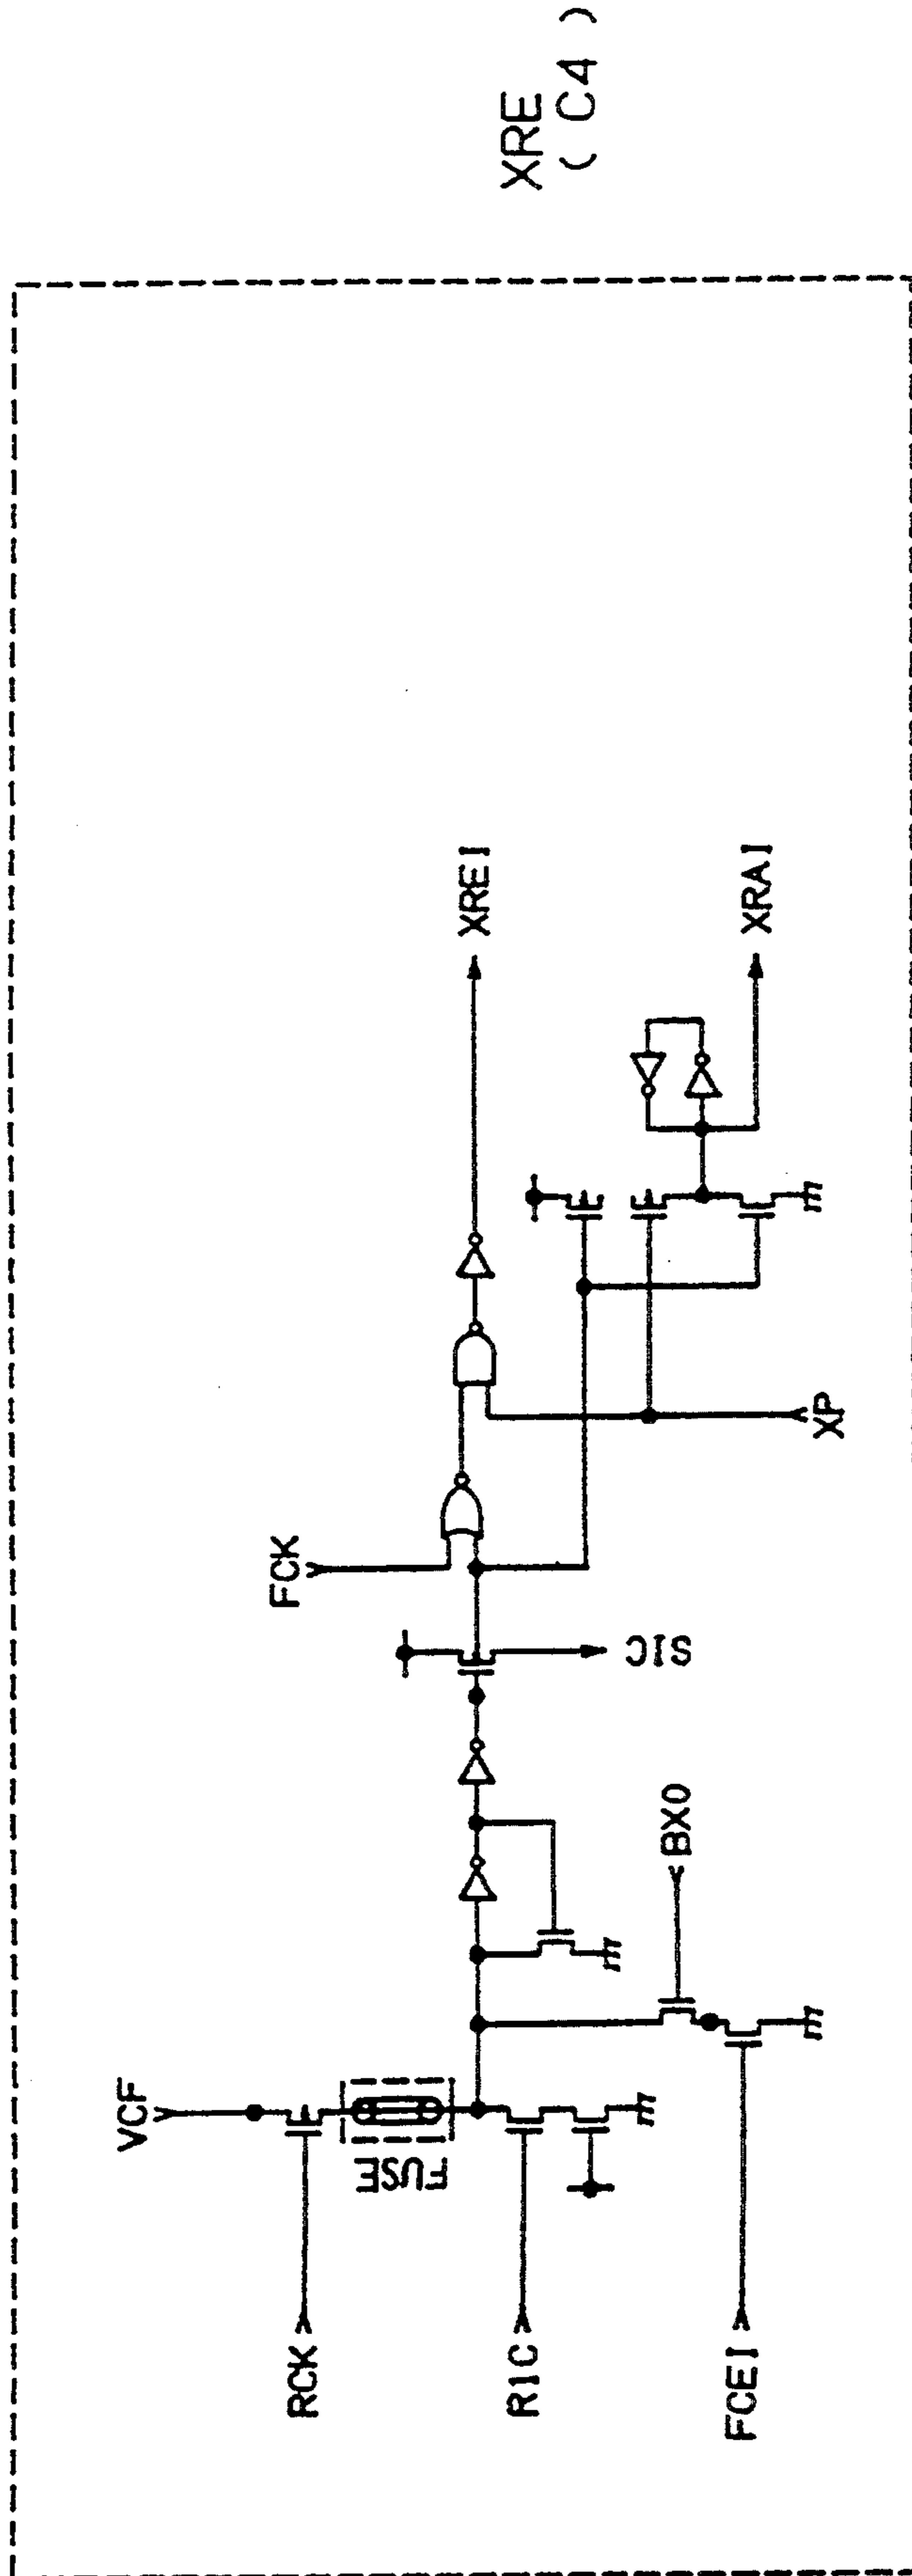 XRE
( C4 )
VCF
RCK
FUSE
R1C
FCEI
BX0
SIC
FCK
XP
XREI
XRAI